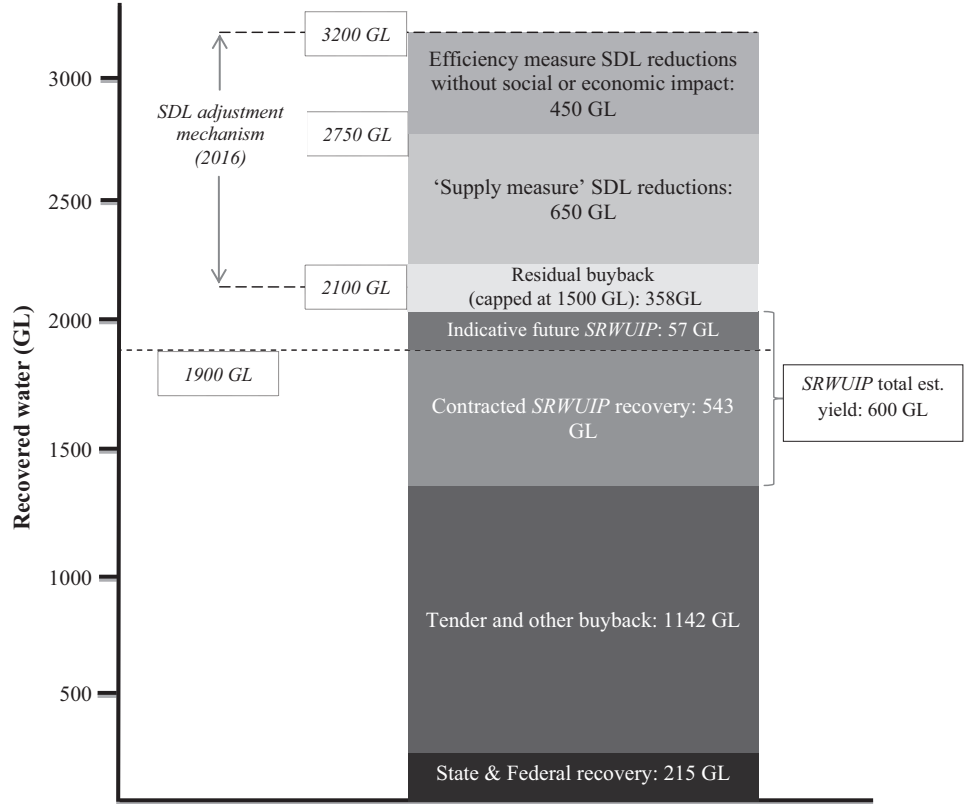 3200 GL
3000
Efficiency measure SDL reductions
without social or economic impact:
450 GL
SDL adjustment
mechanism
(2016)
2750 GL
2500
‘Supply measure’ SDL reductions:
650 GL
2100 GL
Residual buyback
(capped at 1500 GL): 358GL
2000
Indicative future SRWUIP: 57 GL
1900 GL
Contracted SRWUIP recovery: 543
GL
SRWUIP total est.
yield: 600 GL
1500
Recovered water (GL)
1000
Tender and other buyback: 1142 GL
500
State & Federal recovery: 215 GL